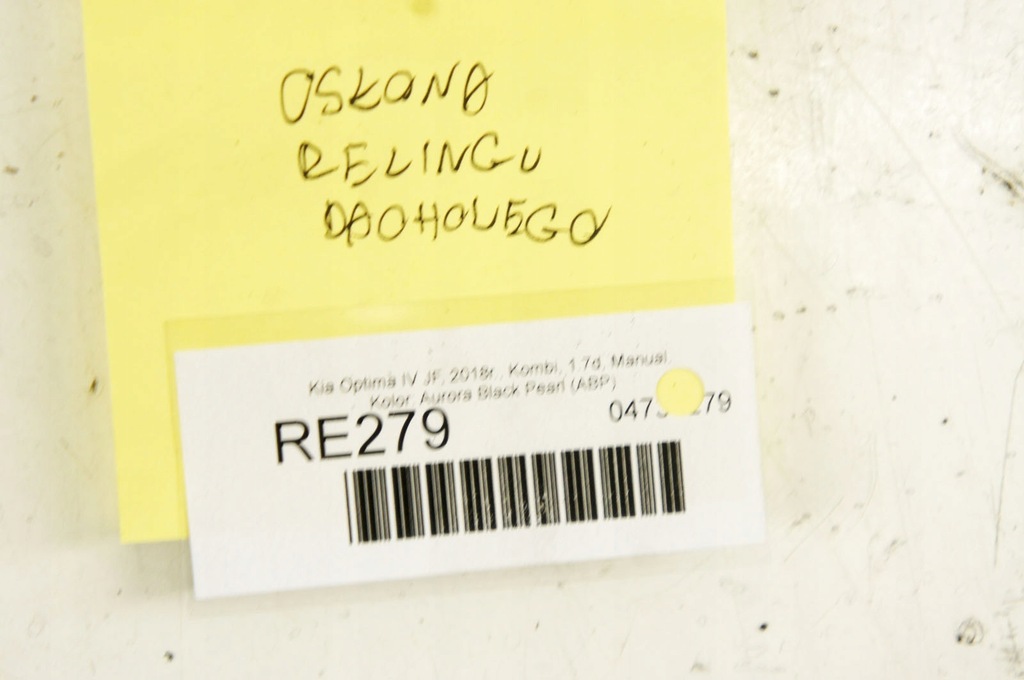 OSŁONA
RELINGU
DACHOWEGO
Kia Optima IV JF, 2018r., Kombi, 1.7d, Manual
Kolor: Aurora Black Pearl (ABP)
RE279